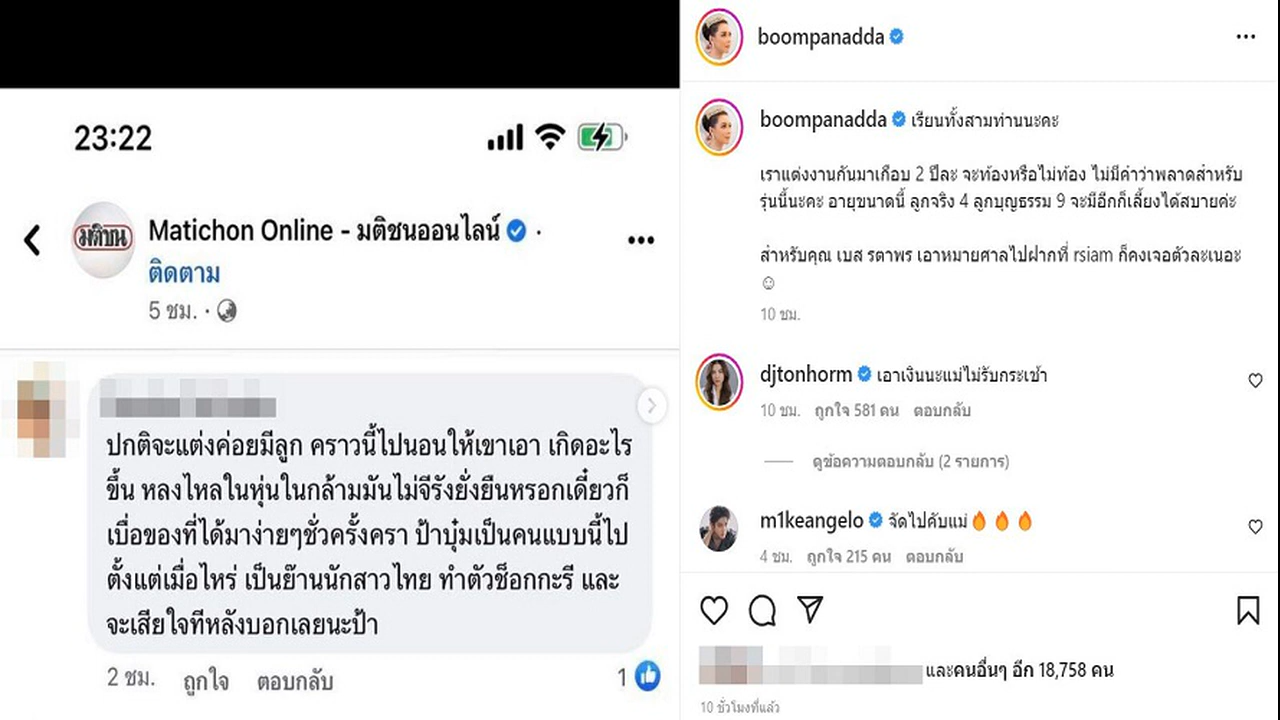 23:22
มติชน
Matichon Online - มติชนออนไลน์ ·
ติดตาม
5 ชม. ·
ปกติจะแต่งค่อยมีลูก คราวนี้ไปนอนให้เขาเอา เกิดอะไร
ขึ้น หลงไหลในหุ่นในกล้ามมันไม่จีรังยั่งยืนหรอกเดี๋ยวก็
เบื่อของที่ได้มาง่ายๆชั่วครั้งครา ป้าบุ๋มเป็นคนแบบนี้ไป
ตั้งแต่เมื่อไหร่ เป็นย๊านนักสาวไทย ทำตัวช็อกกะรี และ
จะเสียใจทีหลังบอกเลยนะป้า
2 ชม. ถูกใจ ตอบกลับ 1
boompanadda
boompanadda เรียนทั้งสามท่านนะคะ
เราแต่งงานกันมาเกือบ 2 ปีละ จะท้องหรือไม่ท้อง ไม่มีคำว่าพลาดสำหรับ
รุ่นนี้นะคะ อายุขนาดนี้ ลูกจริง 4 ลูกบุญธรรม 9 จะมีอีกก็เลี้ยงได้สบายค่ะ
สำหรับคุณ เบส รตาพร เอาหมายศาลไปฝากที่ rsiam ก็คงเจอตัวละเนอะ
☺
10 ชม.
djtonhorm เอาเงินนะแม่ไม่รับกระเช้า
10 ชม. ถูกใจ 581 คน ตอบกลับ
ดูข้อความตอบกลับ (2 รายการ)
m1keangelo จัดไปคับแม่🔥🔥🔥
4 ชม. ถูกใจ 215 คน ตอบกลับ
และคนอื่นๆ อีก 18,758 คน
10 ชั่วโมงที่แล้ว